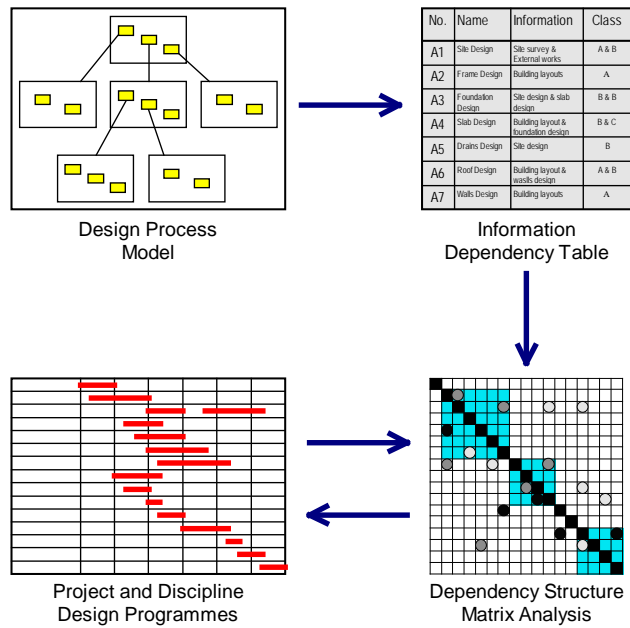 No. Name Information Class
A1 Site Design Site survey & External works A & B
A2 Frame Design Building layouts A
A3 Foundation Design Site design & slab design B & B
A4 Slab Design Building layout & foundation design B & C
A5 Drains Design Site design B
A6 Roof Design Building layout & waslls design A & B
A7 Walls Design Building layouts A
Design Process
Model
Information
Dependency Table
Project and Discipline
Design Programmes
Dependency Structure
Matrix Analysis